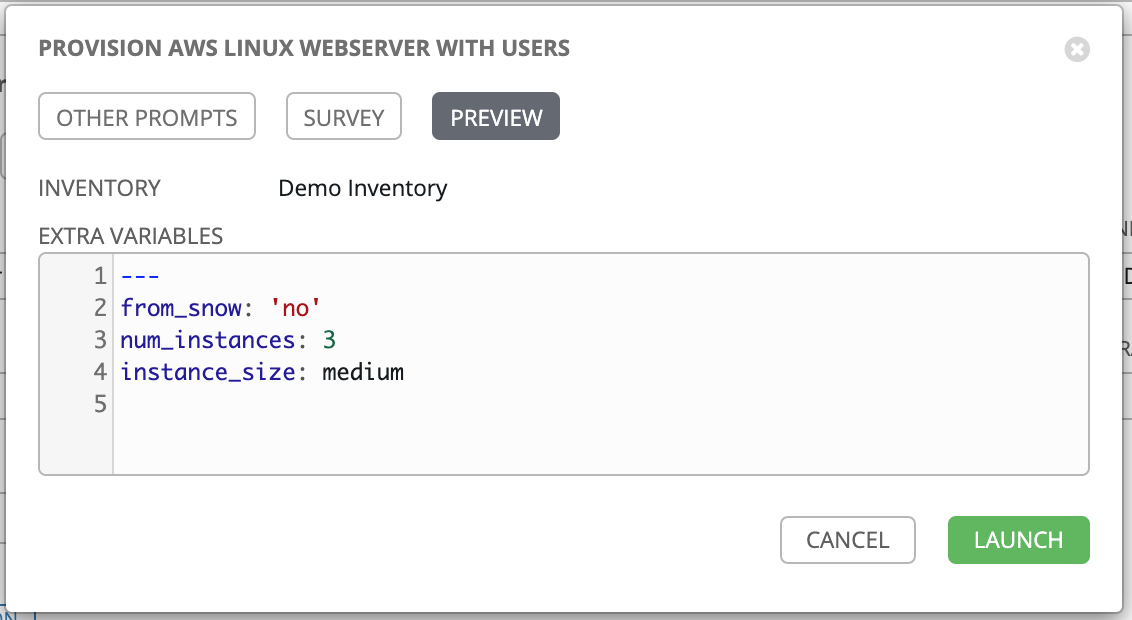 PROVISION AWS LINUX WEBSERVER WITH USERS
OTHER PROMPTS SURVEY PREVIEW
INVENTORY Demo Inventory
EXTRA VARIABLES
1 ---
2 from_snow: 'no'
3 num_instances: 3
4 instance_size: medium
5
CANCEL LAUNCH